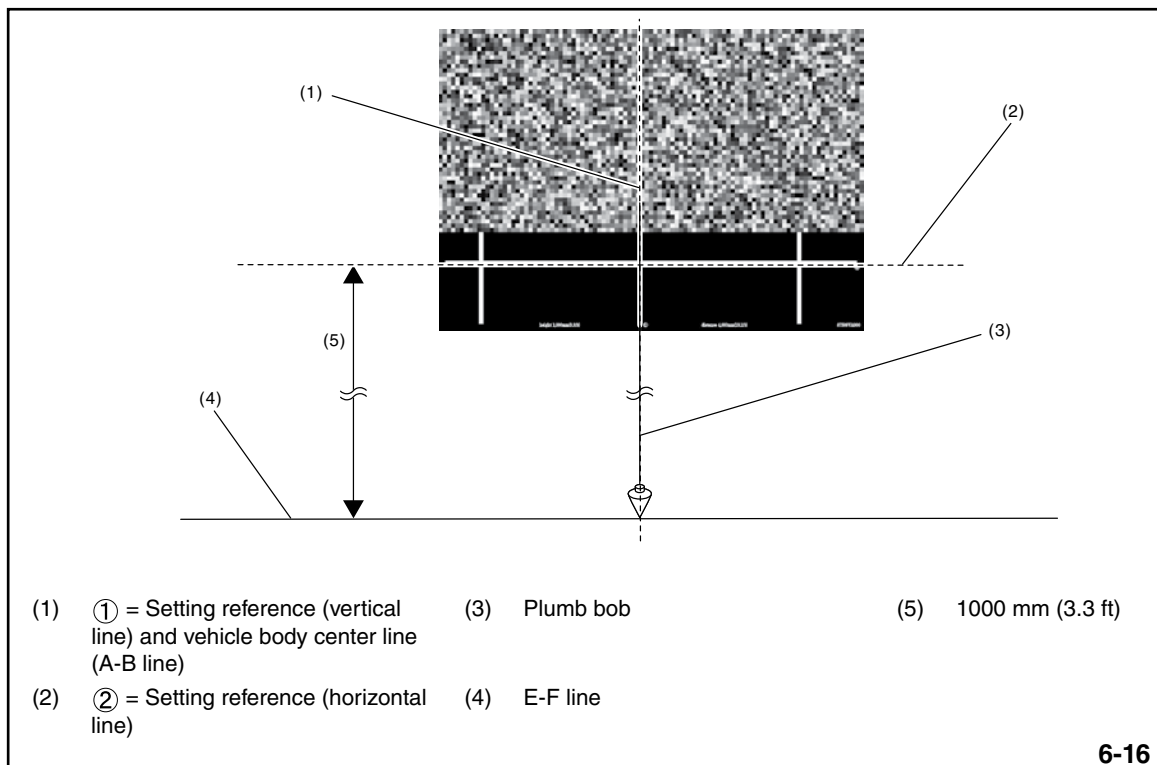 (1)
(2)
(5)
(3)
(4)
(1) ① = Setting reference (vertical
line) and vehicle body center line
(A-B line)
(3) Plumb bob
(5) 1000 mm (3.3 ft)
(2) ② = Setting reference (horizontal
line)
(4) E-F line
6-16